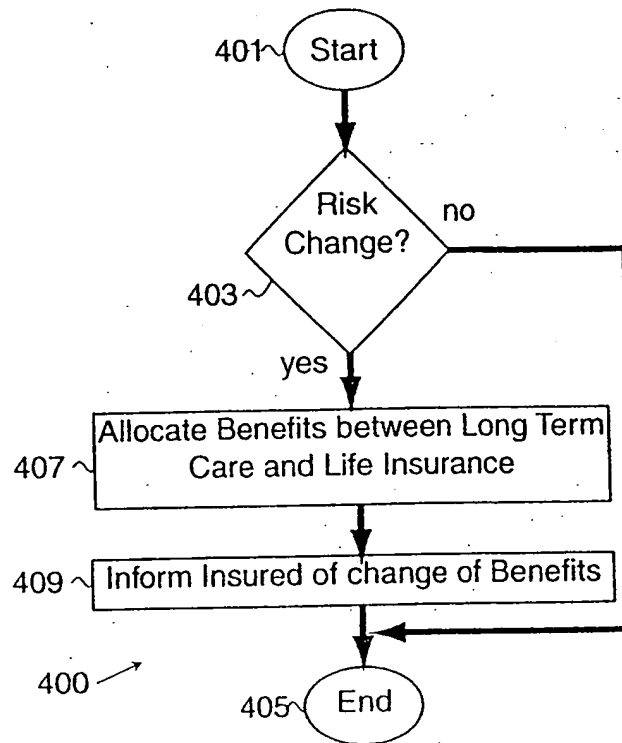 401 Start
Risk
Change?
no
403
yes
Allocate Benefits between Long Term
Care and Life Insurance
407
409 Inform Insured of change of Benefits
400
405 End